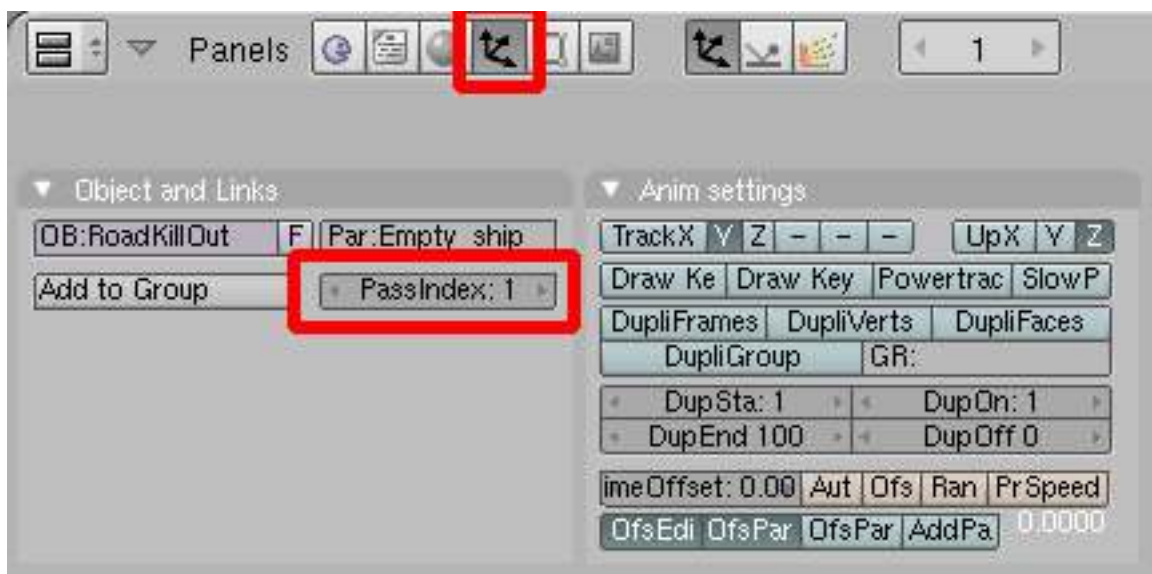 Panels 1
Object and Links
OB:RoadKillOut F Par:Empty_ship
Add to Group PassIndex: 1
Anim settings
TrackX Y Z - - - UpX Y Z
Draw Ke Draw Key Powertrac SlowP
DupliFrames DupliVerts DupliFaces
DupliGroup GR:
DupSta: 1 DupOn: 1
DupEnd 100 DupOff 0
imeOffset: 0.00 Aut Ofs Ran PrSpeed
OfsEdi OfsPar OfsPar AddPa 0.0000